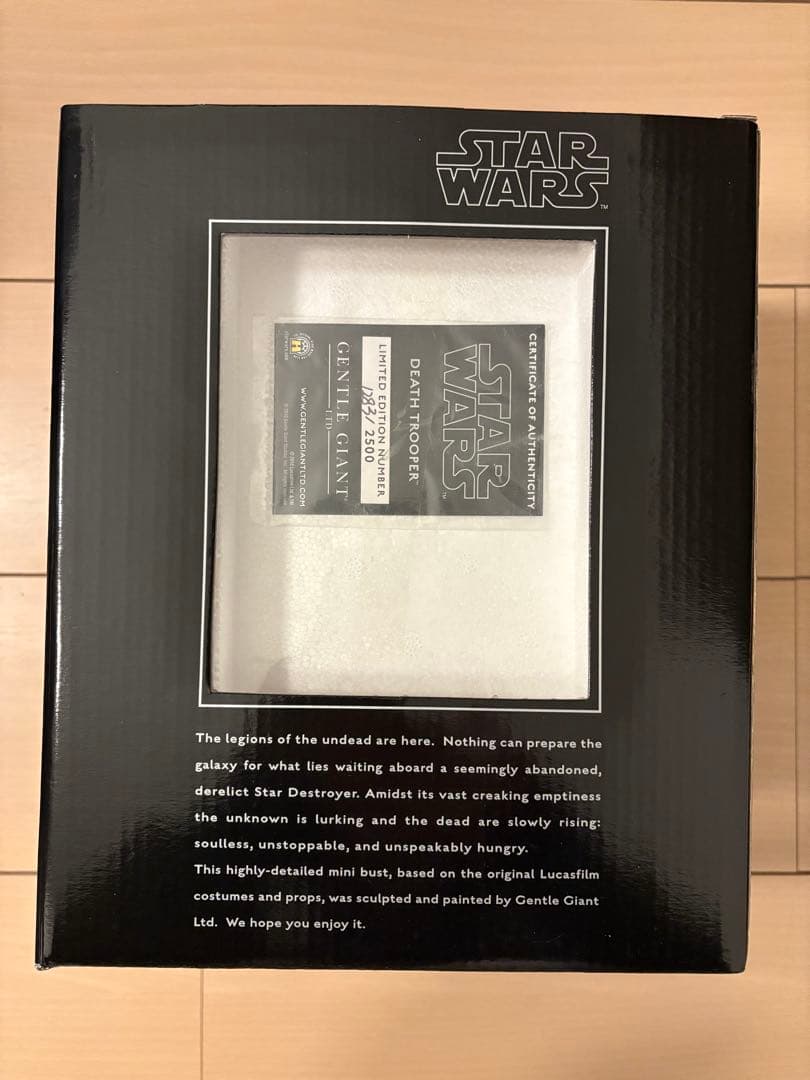 STAR
WARS™
CERTIFICATE OF AUTHENTICITY
STAR
WARS™
DEATH TROOPER™
LIMITED EDITION NUMBER
1783/2500
GENTLE GIANT®
LTD
WWW.GENTLEGIANTLTD.COM
The legions of the undead are here. Nothing can prepare the
galaxy for what lies waiting aboard a seemingly abandoned,
derelict Star Destroyer. Amidst its vast creaking emptiness
the unknown is lurking and the dead are slowly rising:
soulless, unstoppable, and unspeakably hungry.
This highly-detailed mini bust, based on the original Lucasfilm
costumes and props, was sculpted and painted by Gentle Giant
Ltd. We hope you enjoy it.